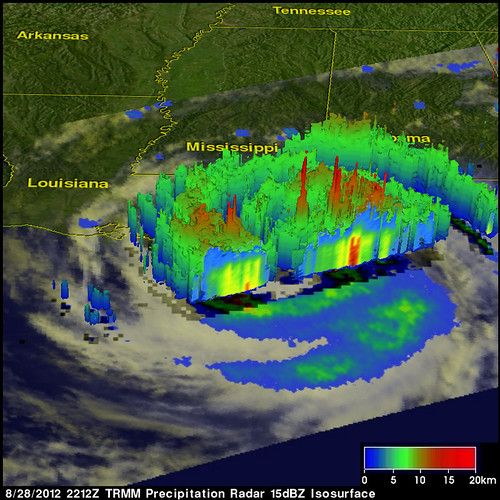 Tennessee
Arkansas
Mississippi
Louisiana
0 5 10 15 20km
8/28/2012 2212Z TRMM Precipitation Radar 15dBZ Isosurface